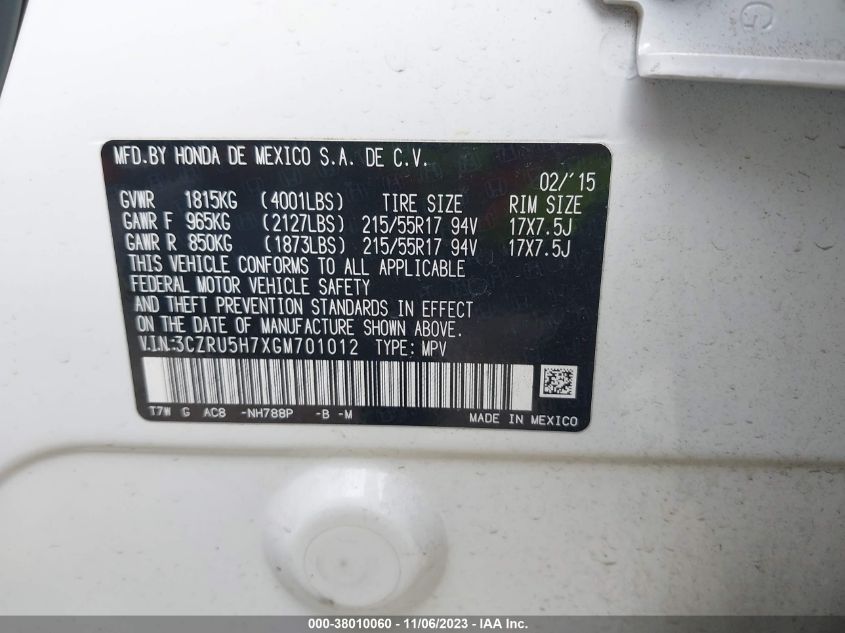 MFD.BY HONDA DE MEXICO S.A. DE C.V.
02/'15
GVWR 1815KG (4001LBS) TIRE SIZE RIM SIZE
GAWR F 965KG (2127LBS) 215/55R17 94V 17X7.5J
GAWR R 850KG (1873LBS) 215/55R17 94V 17X7.5J
THIS VEHICLE CONFORMS TO ALL APPLICABLE
FEDERAL MOTOR VEHICLE SAFETY
AND THEFT PREVENTION STANDARDS IN EFFECT
ON THE DATE OF MANUFACTURE SHOWN ABOVE.
V.I.N.:3CZRU5H7XGM701012 TYPE: MPV
T7W G AC8 -NH788P -B -M MADE IN MEXICO
G
000-38010060 - 11/06/2023 - IAA Inc.